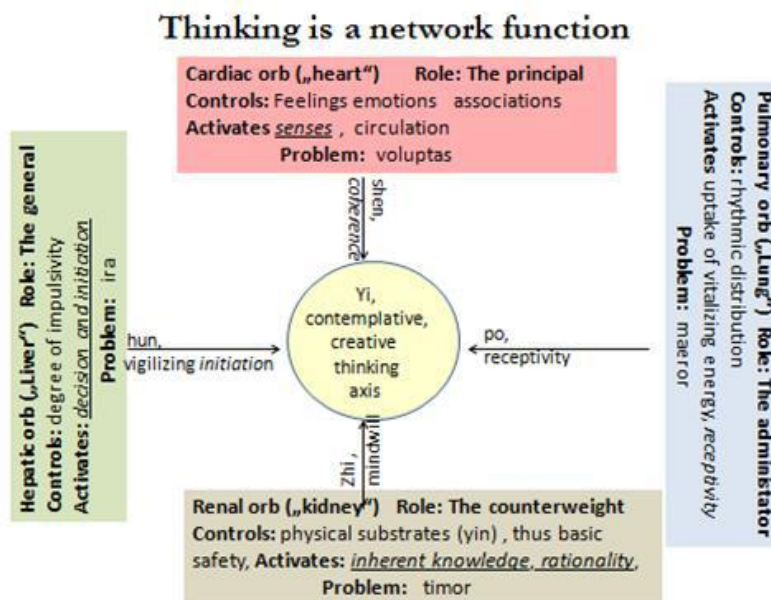 Thinking is a network function
Cardiac orb („heart“) Role: The principal
Controls: Feelings emotions associations
Activates senses , circulation
Problem: voluptas
shen,
coherence
Hepatic orb („Liver“) Role: The general
Controls: degree of impulsivity
Activates: decision and initiation
Problem: ira
hun,
vigilizing initiation
Yi,
contemplative,
creative
thinking
axis
po,
receptivity
Pulmonary orb („Lung“) Role: The administator
Controls: rhythmic distribution
Activates uptake of vitalizing energy, receptivity
Problem: maeror
Zhi ,
mindwill
Renal orb („kidney“) Role: The counterweight
Controls: physical substrates (yin) , thus basic
safety, Activates: inherent knowledge, rationality,
Problem: timor